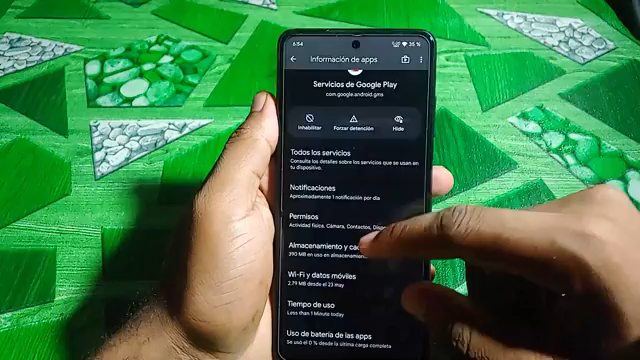 6:54
35 %
Información de apps
Servicios de Google Play
com.google.android.gms
Inhabilitar
Forzar detención
Hide
Todos los servicios
Consulta los detalles sobre los servicios que se usan en
tu dispositivo.
Notificaciones
Aproximadamente 1 notificación por día
Permisos
Actividad física, Cámara, Contactos,
Almacenamiento y
390 MB en uso en
Wi-Fi y datos móviles
2.79 MB desde el 23 may
Tiempo de uso
Less than 1 Minute today
Uso de batería de las apps
Se usó el 0 % desde la última carga completa